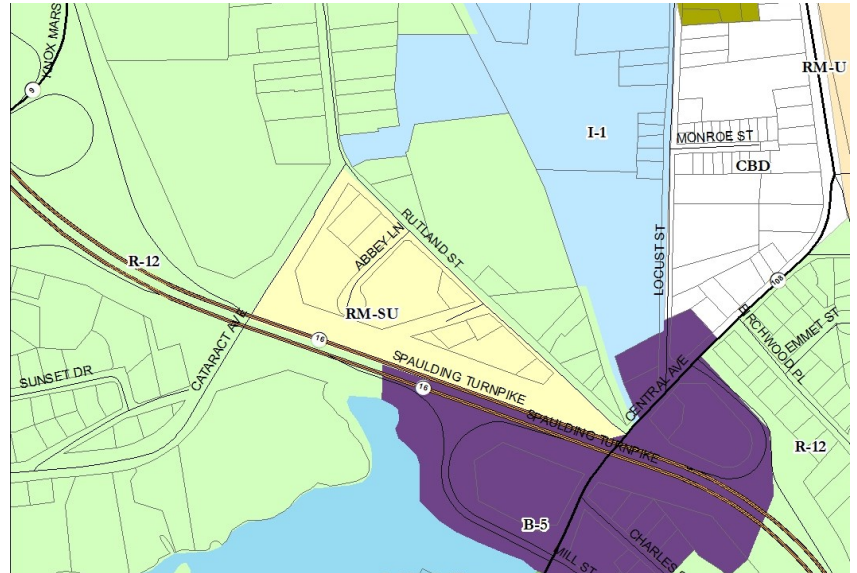 KNOX MARS
9
RM-U
I-1
MONROE ST
CBD
RUTLAND ST
ABBEY LN
LOCUST ST
R-12
108
RM-SU
BIRCHWOOD PL
EMMET ST
CATARACT AVE
16
SPAULDING TURNPIKE
SUNSET DR
16
CENTRAL AVE
SPAULDING TURNPIKE
R-12
B-5
MILL ST
CHARLES